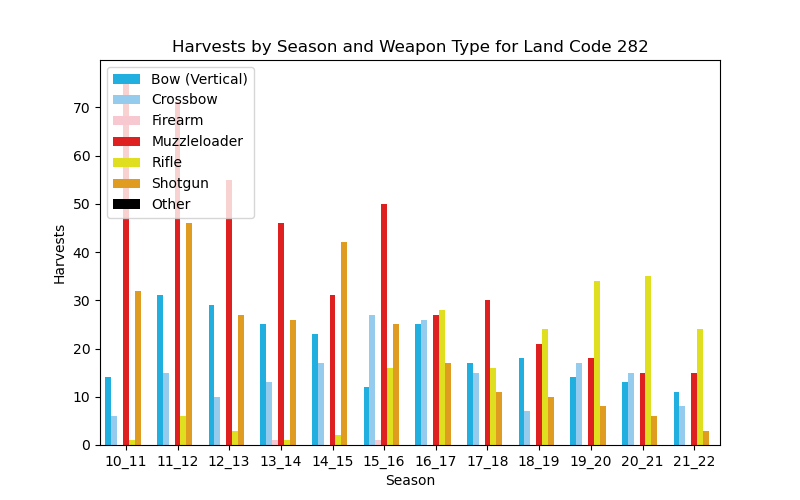 Harvests by Season and Weapon Type for Land Code 282
Bow (Vertical)
Crossbow
Firearm
Muzzleloader
Rifle
Shotgun
Other
70
60
50
40
30
20
10
0
Harvests
10_11 11_12 12_13 13_14 14_15 15_16 16_17 17_18 18_19 19_20 20_21 21_22
Season